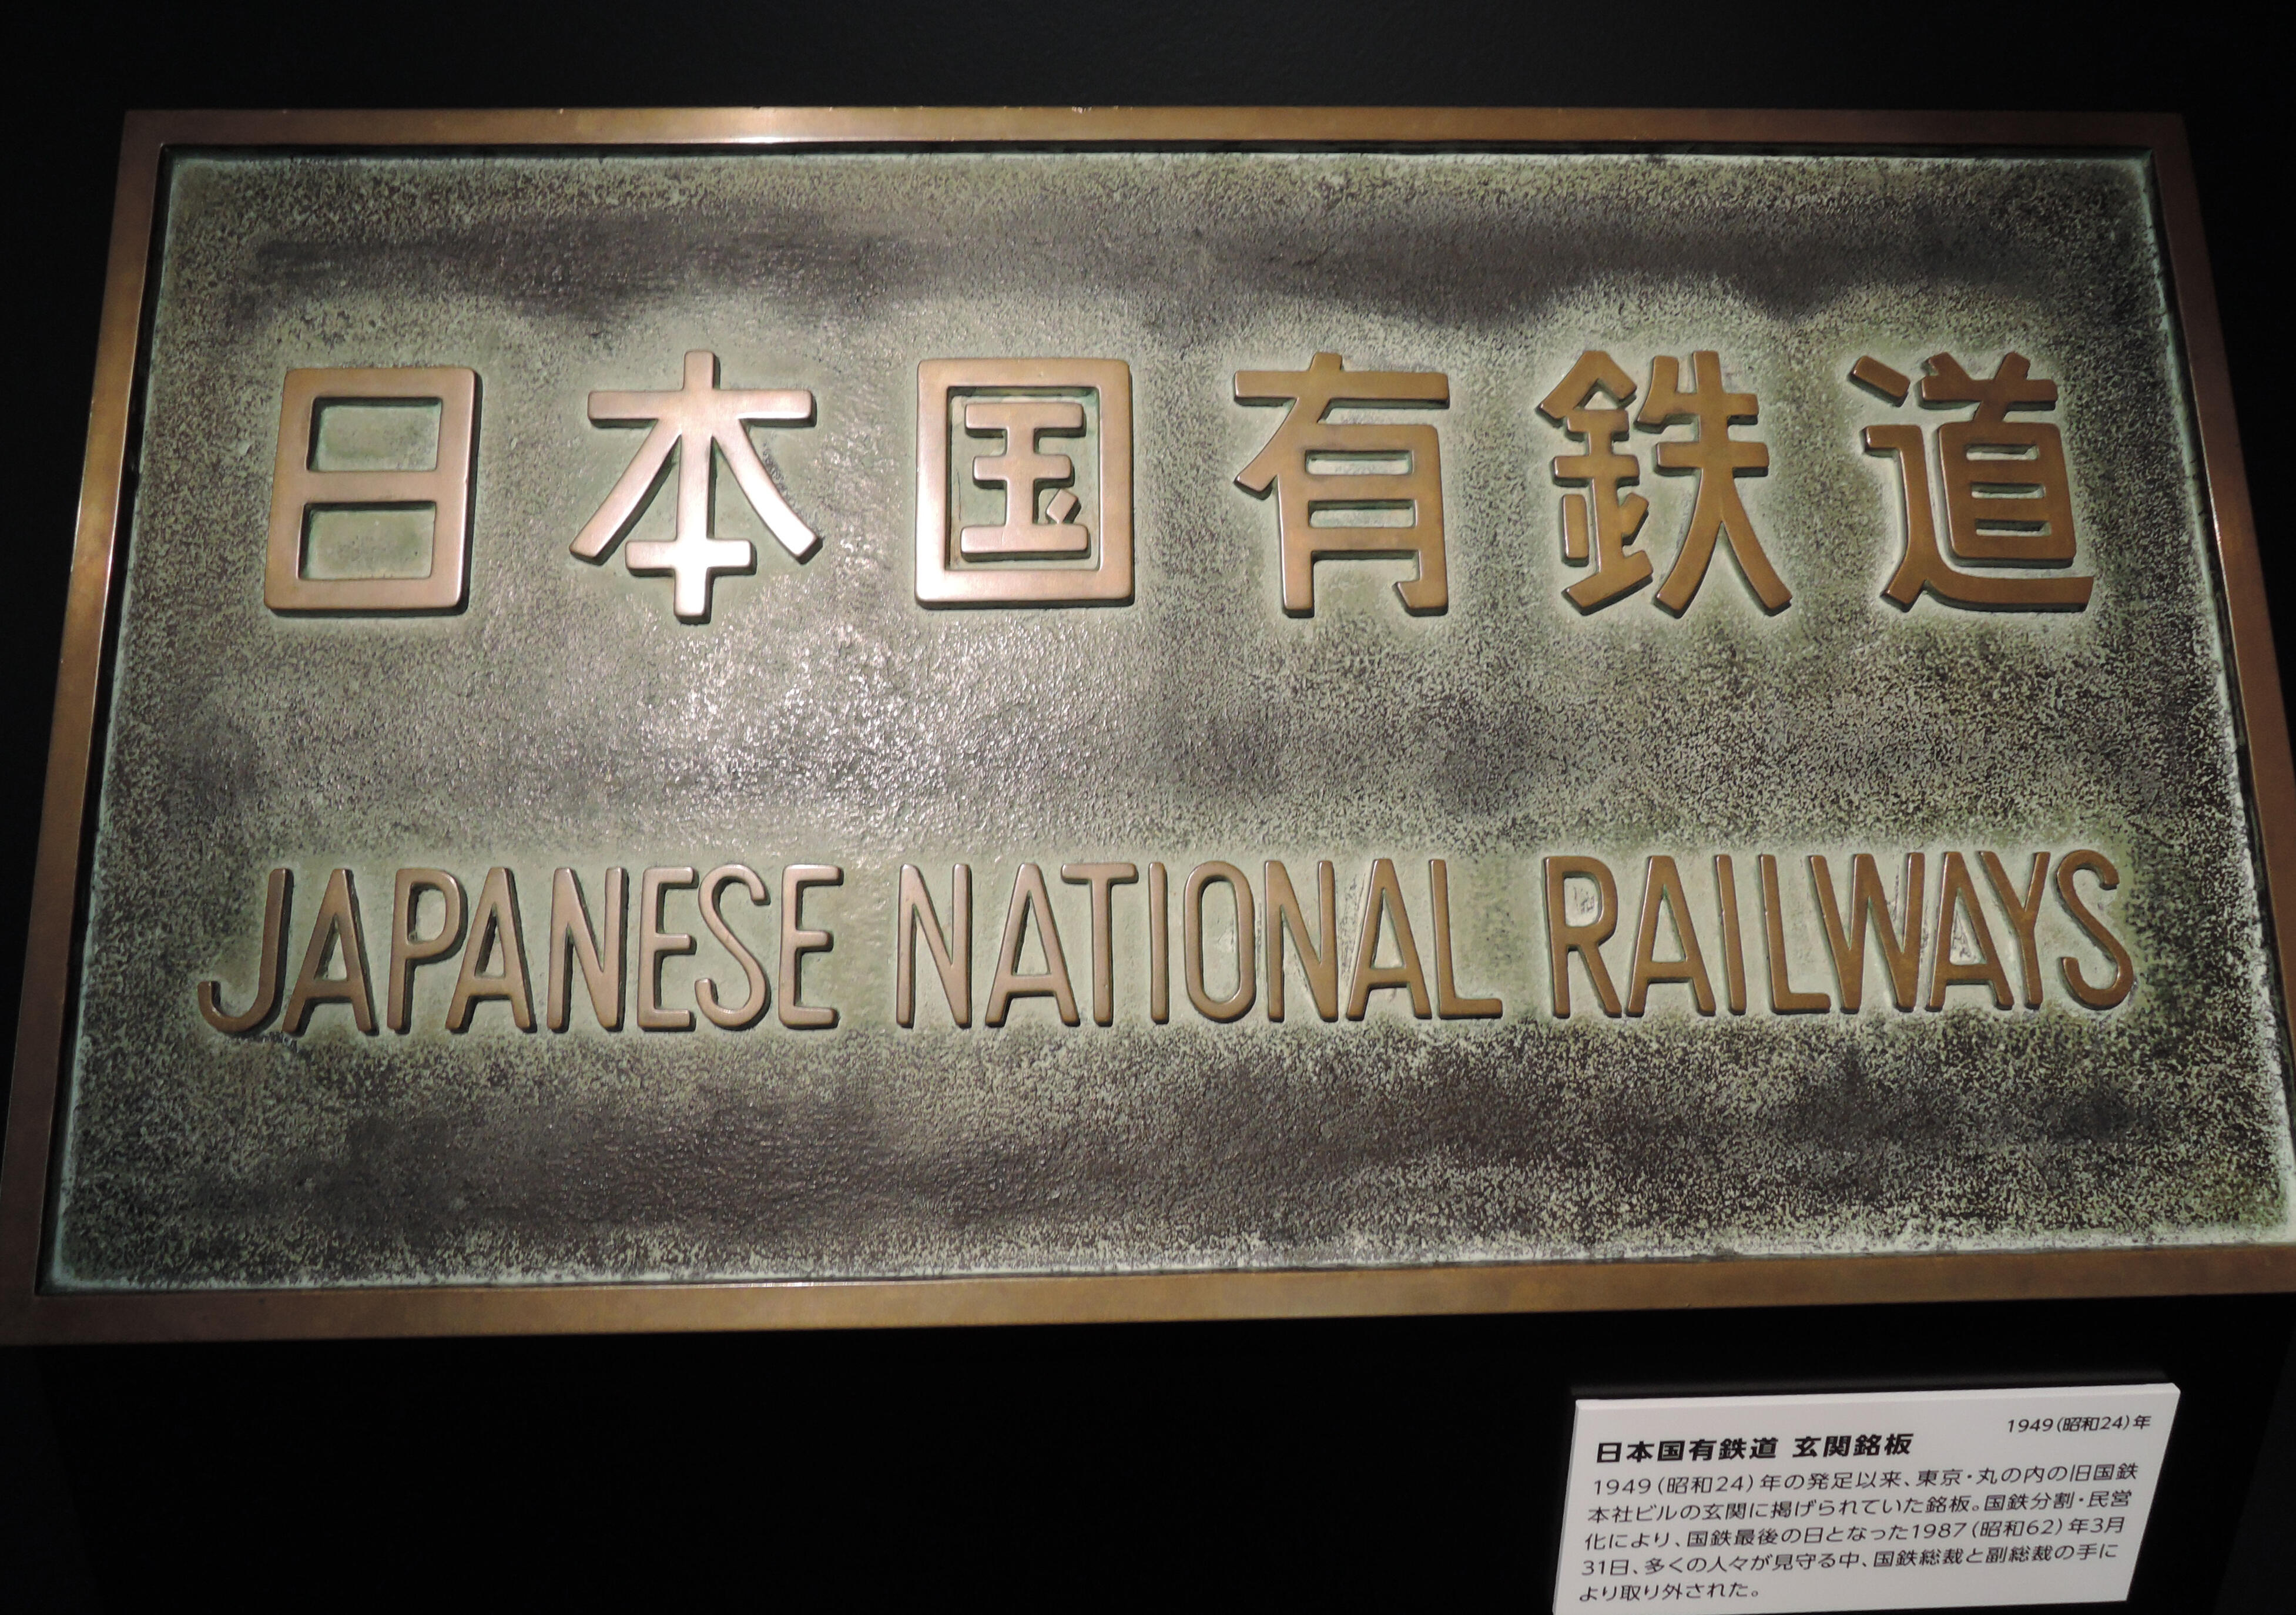 日本国有鉄道
JAPANESE NATIONAL RAILWAYS
1949(昭和24)年
日本国有鉄道 玄関銘板
1949(昭和24)年の発足以来、東京・丸の内の旧国鉄
本社ビルの玄関に掲げられていた銘板。国鉄分割・民営
化により、国鉄最後の日となった1987(昭和62)年3月
31日、多くの人々が見守る中、国鉄総裁と副総裁の手に
より取り外された。